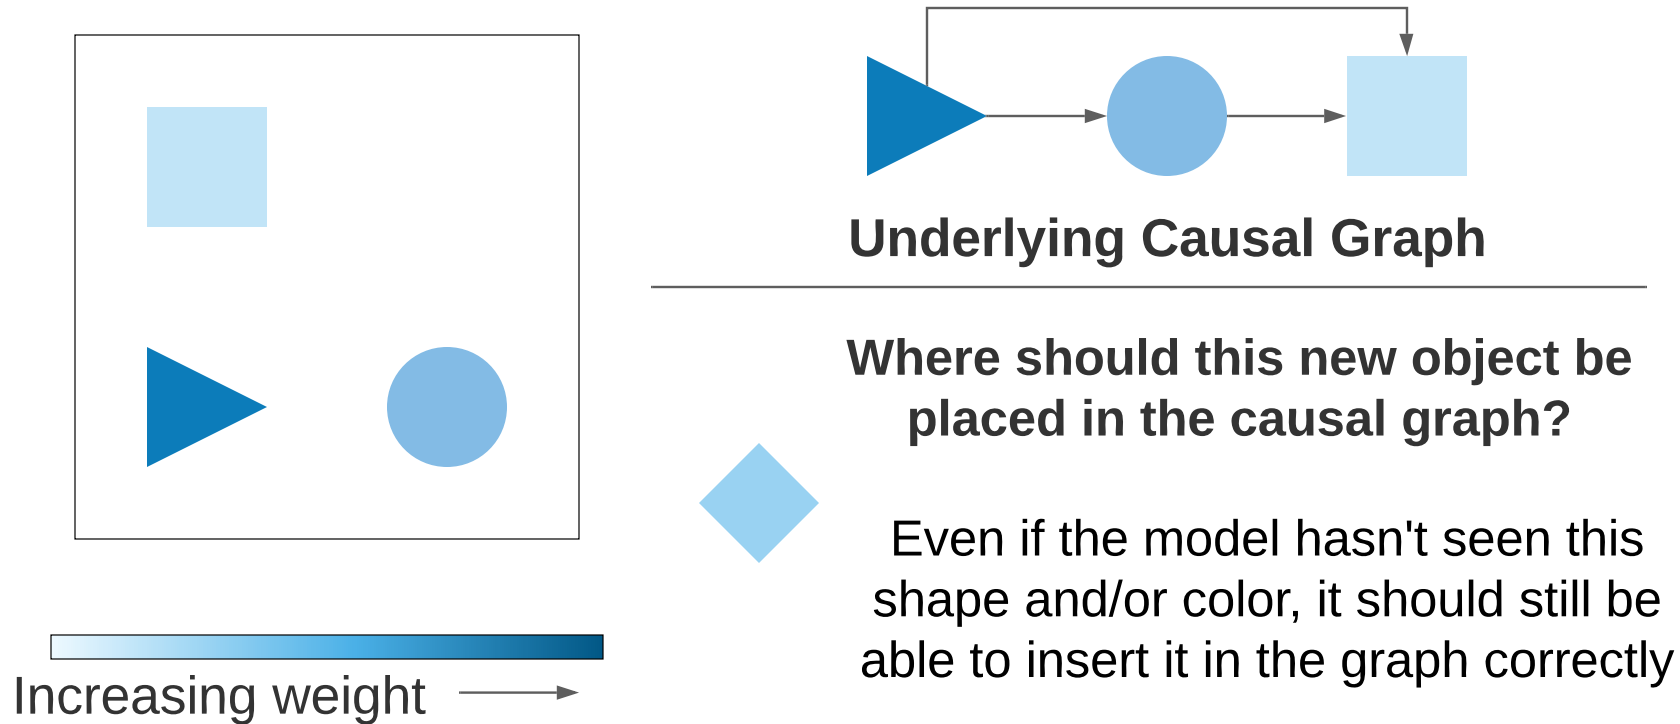 Underlying Causal Graph
Where should this new object be
placed in the causal graph?
Even if the model hasn't seen this
shape and/or color, it should still be
able to insert it in the graph correctly
Increasing weight